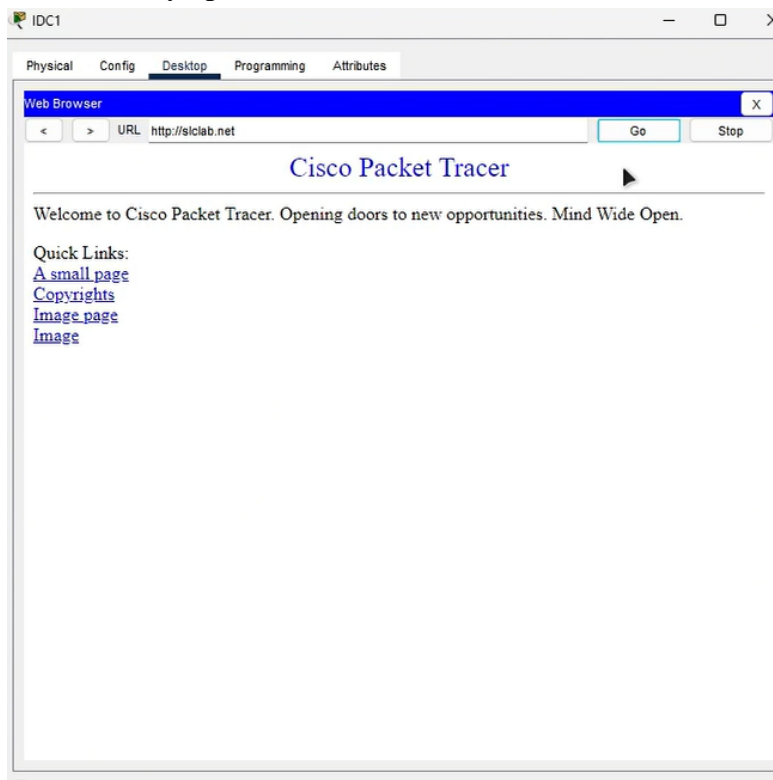 IDC1
Physical Config Desktop Programming Attributes
Web Browser X
< > URL http://slclab.net Go Stop
Cisco Packet Tracer
Welcome to Cisco Packet Tracer. Opening doors to new opportunities. Mind Wide Open.
Quick Links:
A small page
Copyrights
Image page
Image